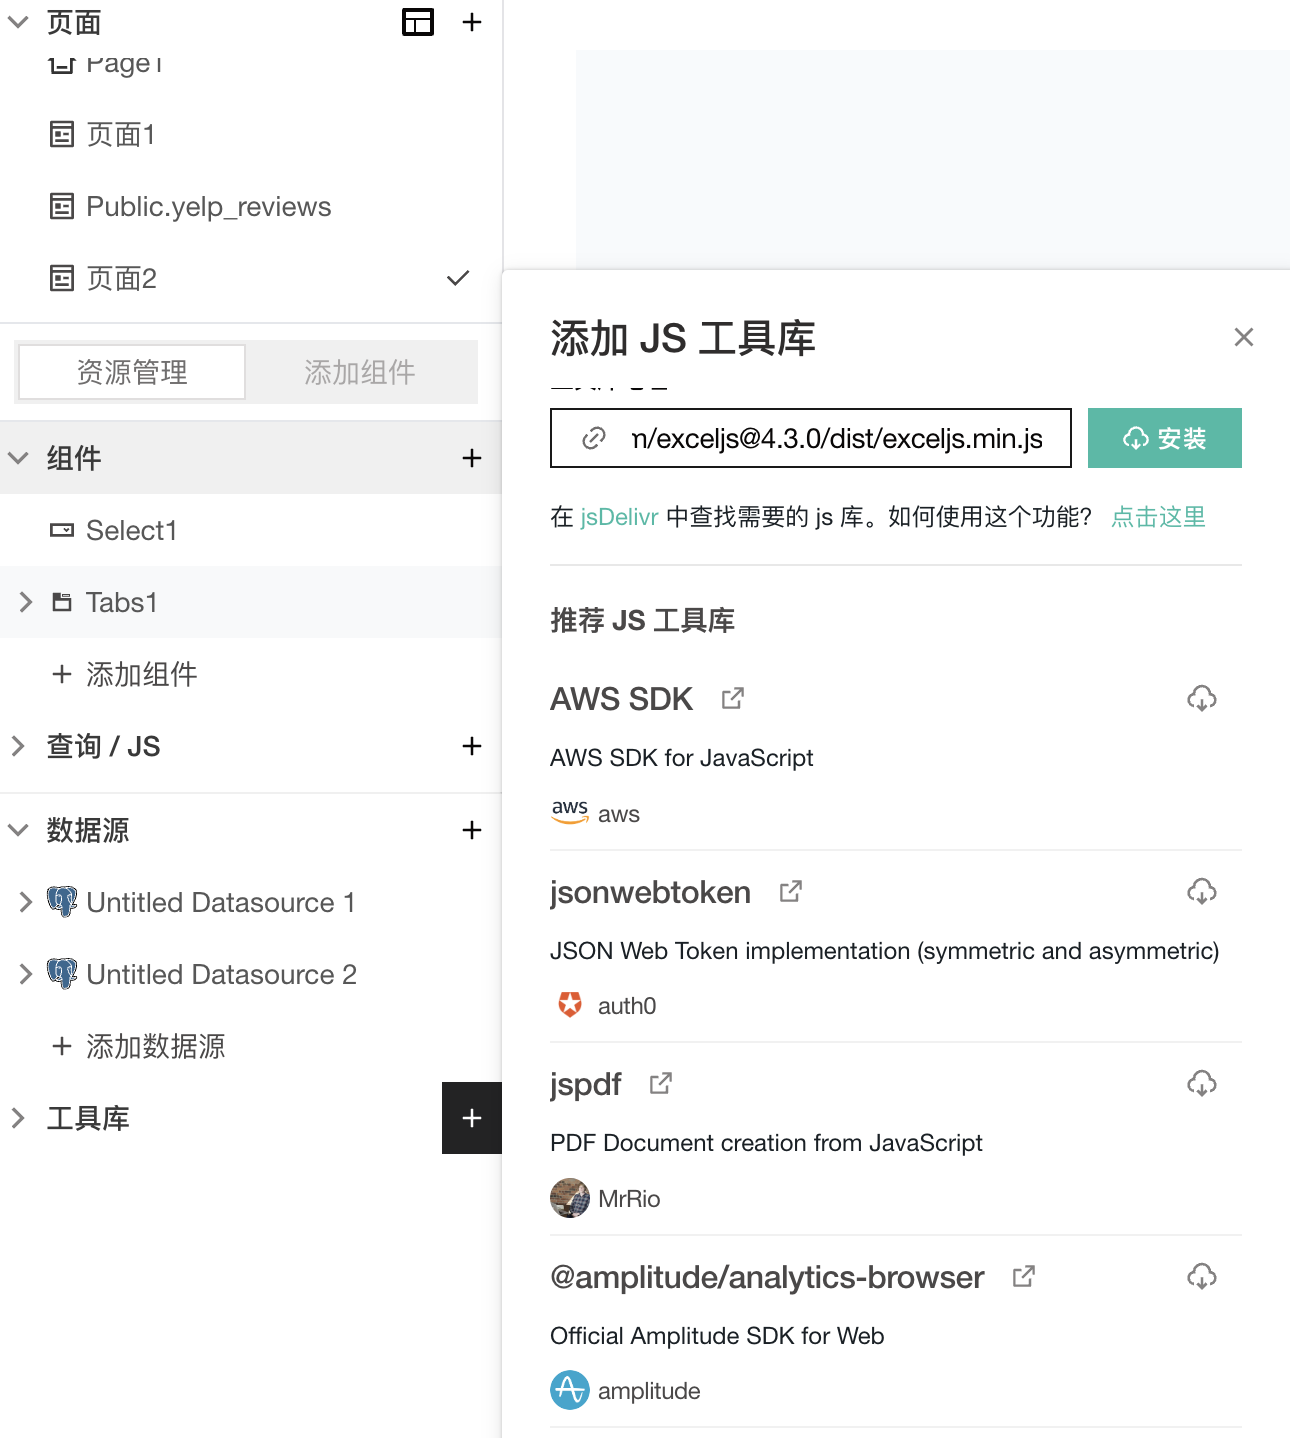 页面
Page1
页面1
Public.yelp_reviews
页面2
资源管理
添加组件
组件
Select1
Tabs1
添加组件
查询 / JS
数据源
Untitled Datasource 1
Untitled Datasource 2
添加数据源
工具库
添加 JS 工具库
n/exceljs@4.3.0/dist/exceljs.min.js
安装
在 jsDelivr 中查找需要的 js 库。如何使用这个功能? 点击这里
推荐 JS 工具库
AWS SDK
AWS SDK for JavaScript
aws
aws
jsonwebtoken
JSON Web Token implementation (symmetric and asymmetric)
auth0
jspdf
PDF Document creation from JavaScript
MrRio
@amplitude/analytics-browser
Official Amplitude SDK for Web
amplitude